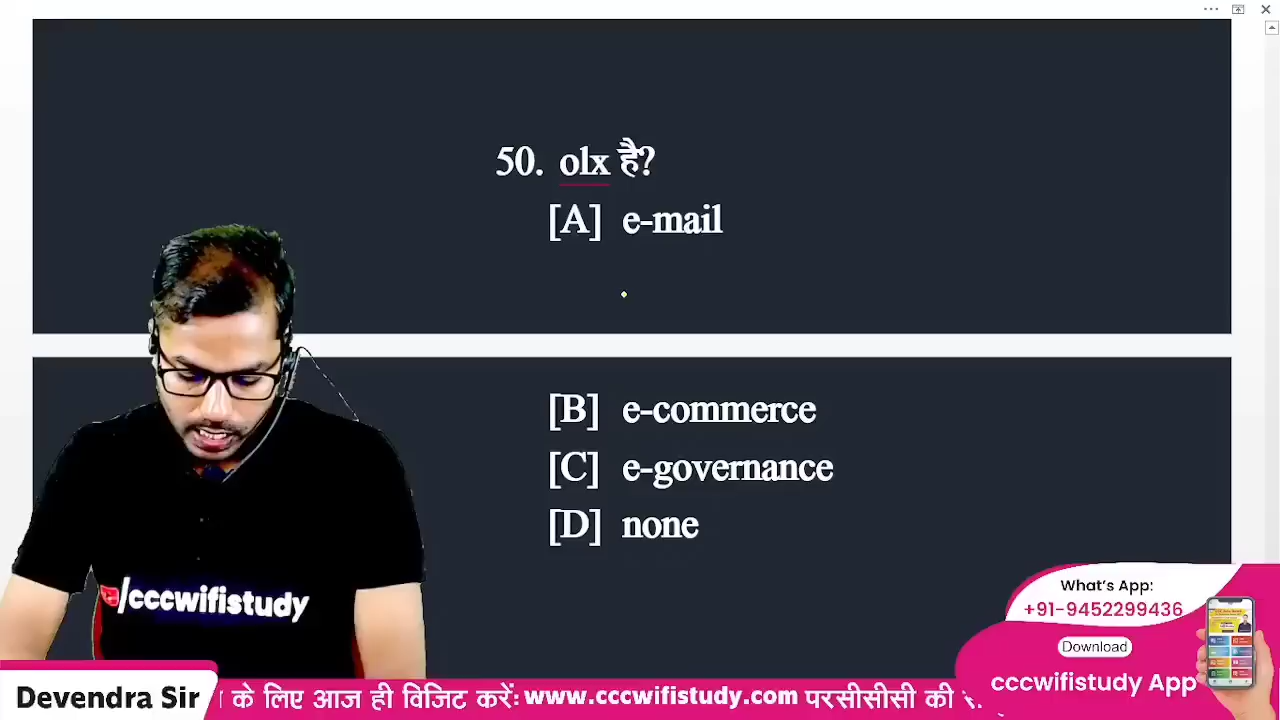 50. olx है?
[A] e-mail
[B] e-commerce
[C] e-governance
[D] none
/cccwifistudy
What's App:
+91-9452299436
Download
cccwifistudy App
Devendra Sir
के लिए आज ही विजिट करें: www.cccwifistudy.com परसीसीसी की